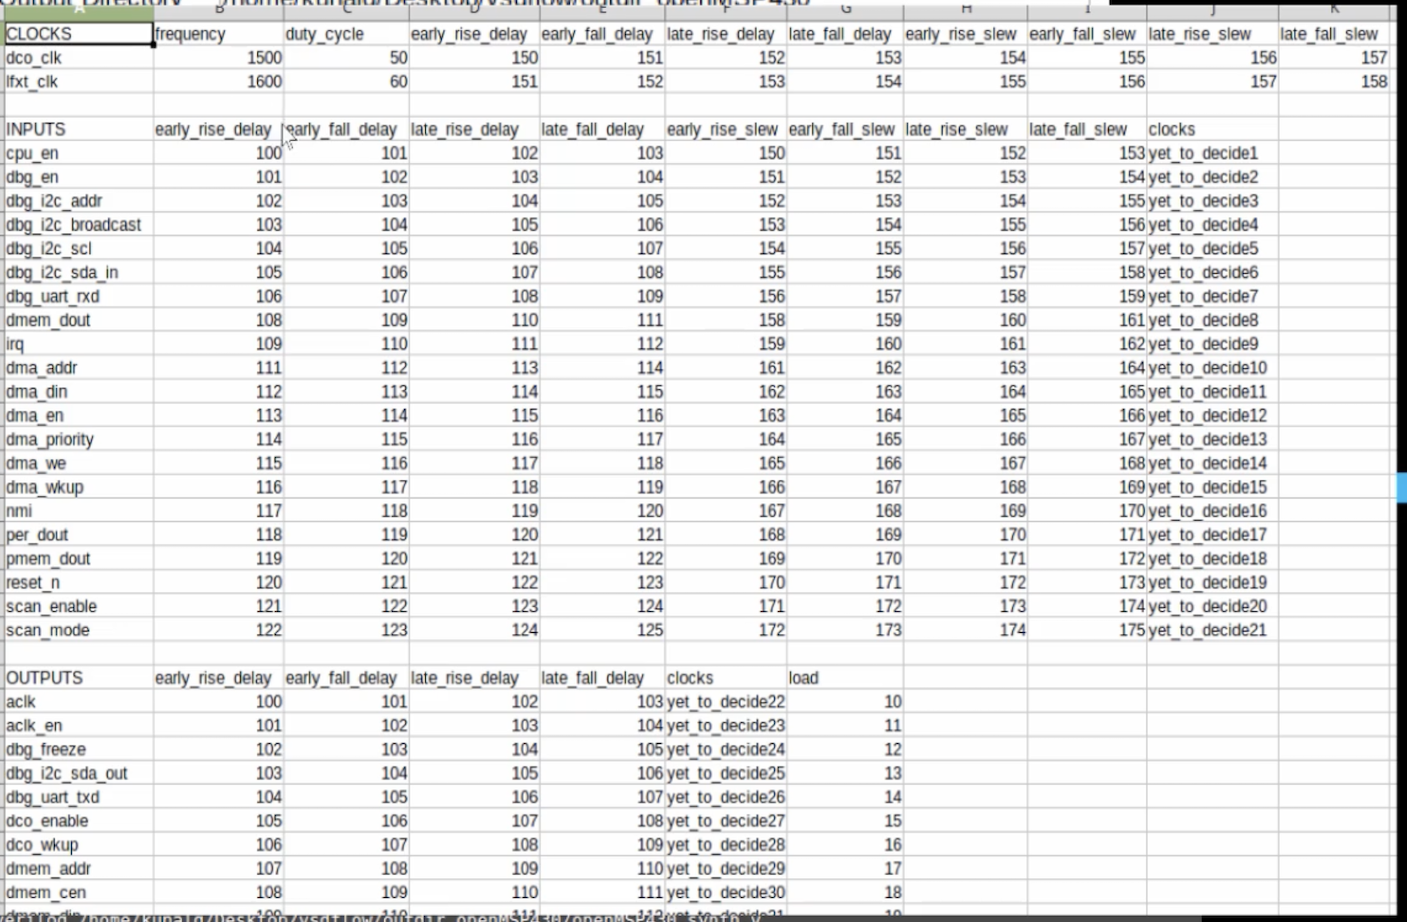 Output Directory /home/kunald/Desktop/vsdflow/outdir_openMSP430
A B C D E F G H I J K
CLOCKS frequency duty_cycle early_rise_delay early_fall_delay late_rise_delay late_fall_delay early_rise_slew early_fall_slew late_rise_slew late_fall_slew
dco_clk 1500 50 150 151 152 153 154 155 156 157
lfxt_clk 1600 60 151 152 153 154 155 156 157 158
INPUTS early_rise_delay early_fall_delay late_rise_delay late_fall_delay early_rise_slew early_fall_slew late_rise_slew late_fall_slew clocks
cpu_en 100 101 102 103 150 151 152 153 yet_to_decide1
dbg_en 101 102 103 104 151 152 153 154 yet_to_decide2
dbg_i2c_addr 102 103 104 105 152 153 154 155 yet_to_decide3
dbg_i2c_broadcast 103 104 105 106 153 154 155 156 yet_to_decide4
dbg_i2c_scl 104 105 106 107 154 155 156 157 yet_to_decide5
dbg_i2c_sda_in 105 106 107 108 155 156 157 158 yet_to_decide6
dbg_uart_rxd 106 107 108 109 156 157 158 159 yet_to_decide7
dmem_dout 108 109 110 111 158 159 160 161 yet_to_decide8
irq 109 110 111 112 159 160 161 162 yet_to_decide9
dma_addr 111 112 113 114 161 162 163 164 yet_to_decide10
dma_din 112 113 114 115 162 163 164 165 yet_to_decide11
dma_en 113 114 115 116 163 164 165 166 yet_to_decide12
dma_priority 114 115 116 117 164 165 166 167 yet_to_decide13
dma_we 115 116 117 118 165 166 167 168 yet_to_decide14
dma_wkup 116 117 118 119 166 167 168 169 yet_to_decide15
nmi 117 118 119 120 167 168 169 170 yet_to_decide16
per_dout 118 119 120 121 168 169 170 171 yet_to_decide17
pmem_dout 119 120 121 122 169 170 171 172 yet_to_decide18
reset_n 120 121 122 123 170 171 172 173 yet_to_decide19
scan_enable 121 122 123 124 171 172 173 174 yet_to_decide20
scan_mode 122 123 124 125 172 173 174 175 yet_to_decide21
OUTPUTS early_rise_delay early_fall_delay late_rise_delay late_fall_delay clocks load
aclk 100 101 102 103 yet_to_decide22 10
aclk_en 101 102 103 104 yet_to_decide23 11
dbg_freeze 102 103 104 105 yet_to_decide24 12
dbg_i2c_sda_out 103 104 105 106 yet_to_decide25 13
dbg_uart_txd 104 105 106 107 yet_to_decide26 14
dco_enable 105 106 107 108 yet_to_decide27 15
dco_wkup 106 107 108 109 yet_to_decide28 16
dmem_addr 107 108 109 110 yet_to_decide29 17
dmem_cen 108 109 110 111 yet_to_decide30 18
dmem_din 109 110 111 112 yet_to_decide31 19
/home/kunald/Desktop/vsdflow/outdir_openMSP430/openMSP430.synth.v